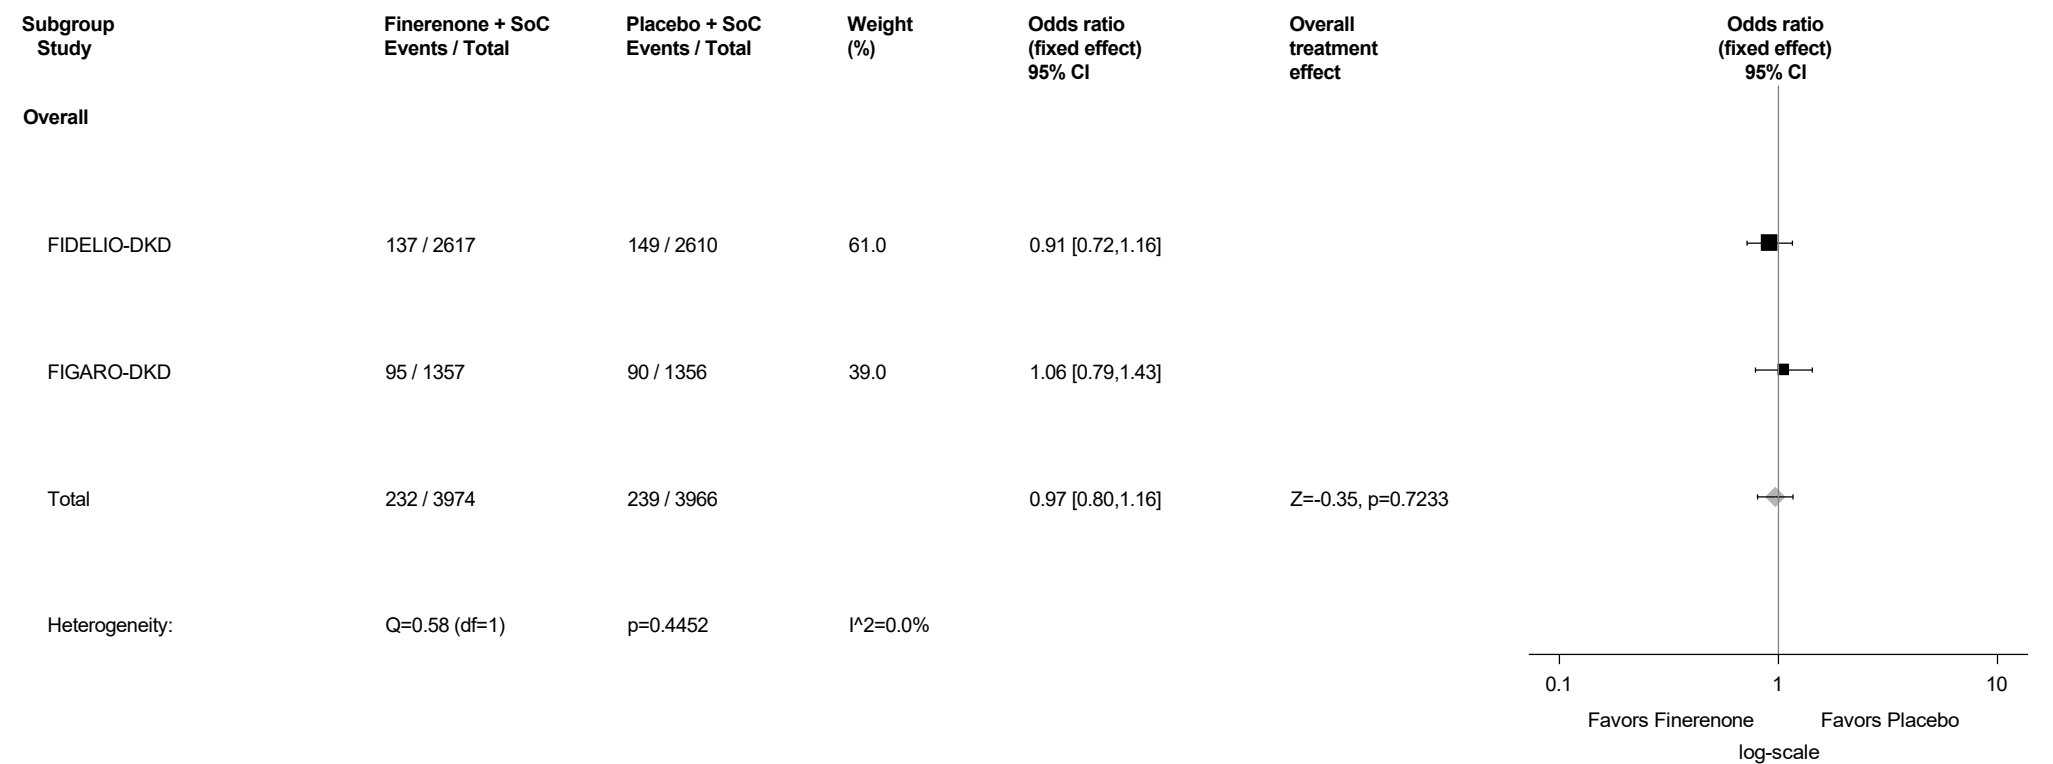 Subgroup Finerenone + SoC Placebo + SoC Weight Odds ratio Overall Odds ratio
Study Events / Total Events / Total (%) (fixed effect) treatment (fixed effect)
95% CI effect 95% CI
Overall
FIDELIO-DKD 137 / 2617 149 / 2610 61.0 0.91 [0.72,1.16]
FIGARO-DKD 95 / 1357 90 / 1356 39.0 1.06 [0.79,1.43]
Total 232 / 3974 239 / 3966 0.97 [0.80,1.16] Z=-0.35, p=0.7233
Heterogeneity: Q=0.58 (df=1) p=0.4452 I^2=0.0%
0.1 1 10
Favors Finerenone Favors Placebo
log-scale